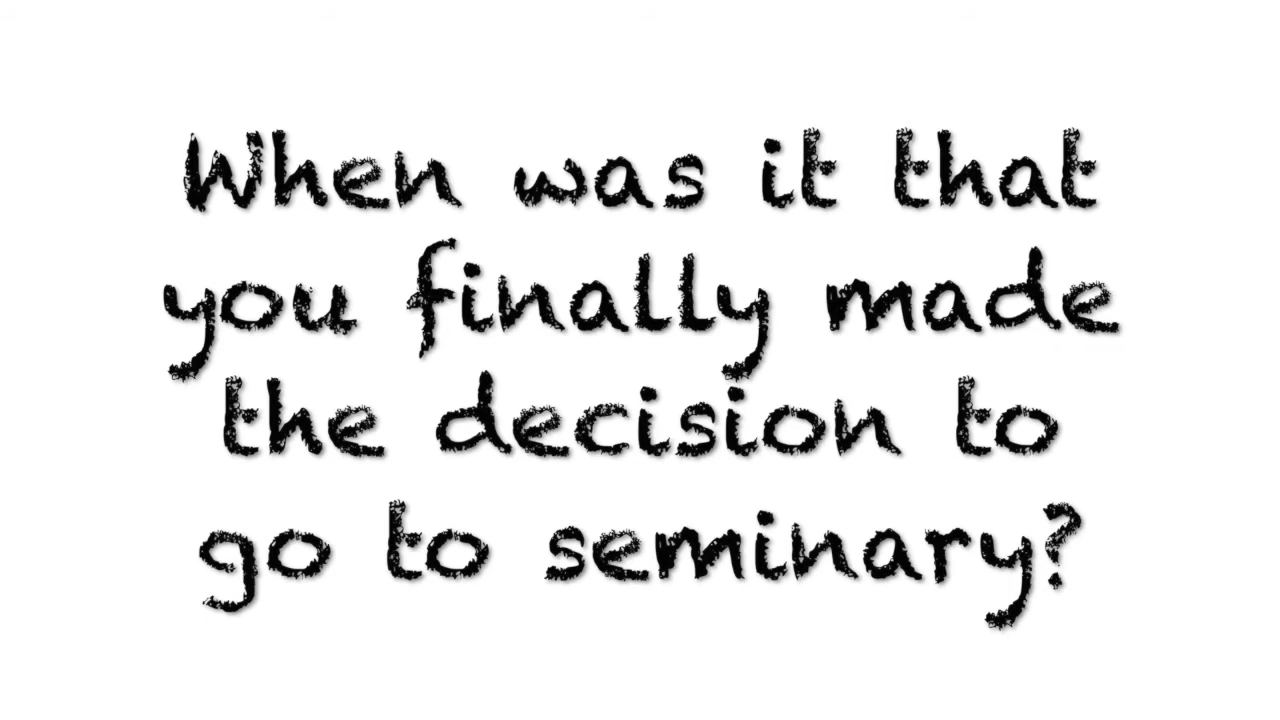 When was it that
you finally made
the decision to
go to seminary?